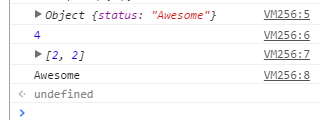 Object {status: "Awesome"} VM256:5
4 VM256:6
[2, 2] VM256:7
Awesome VM256:8
undefined